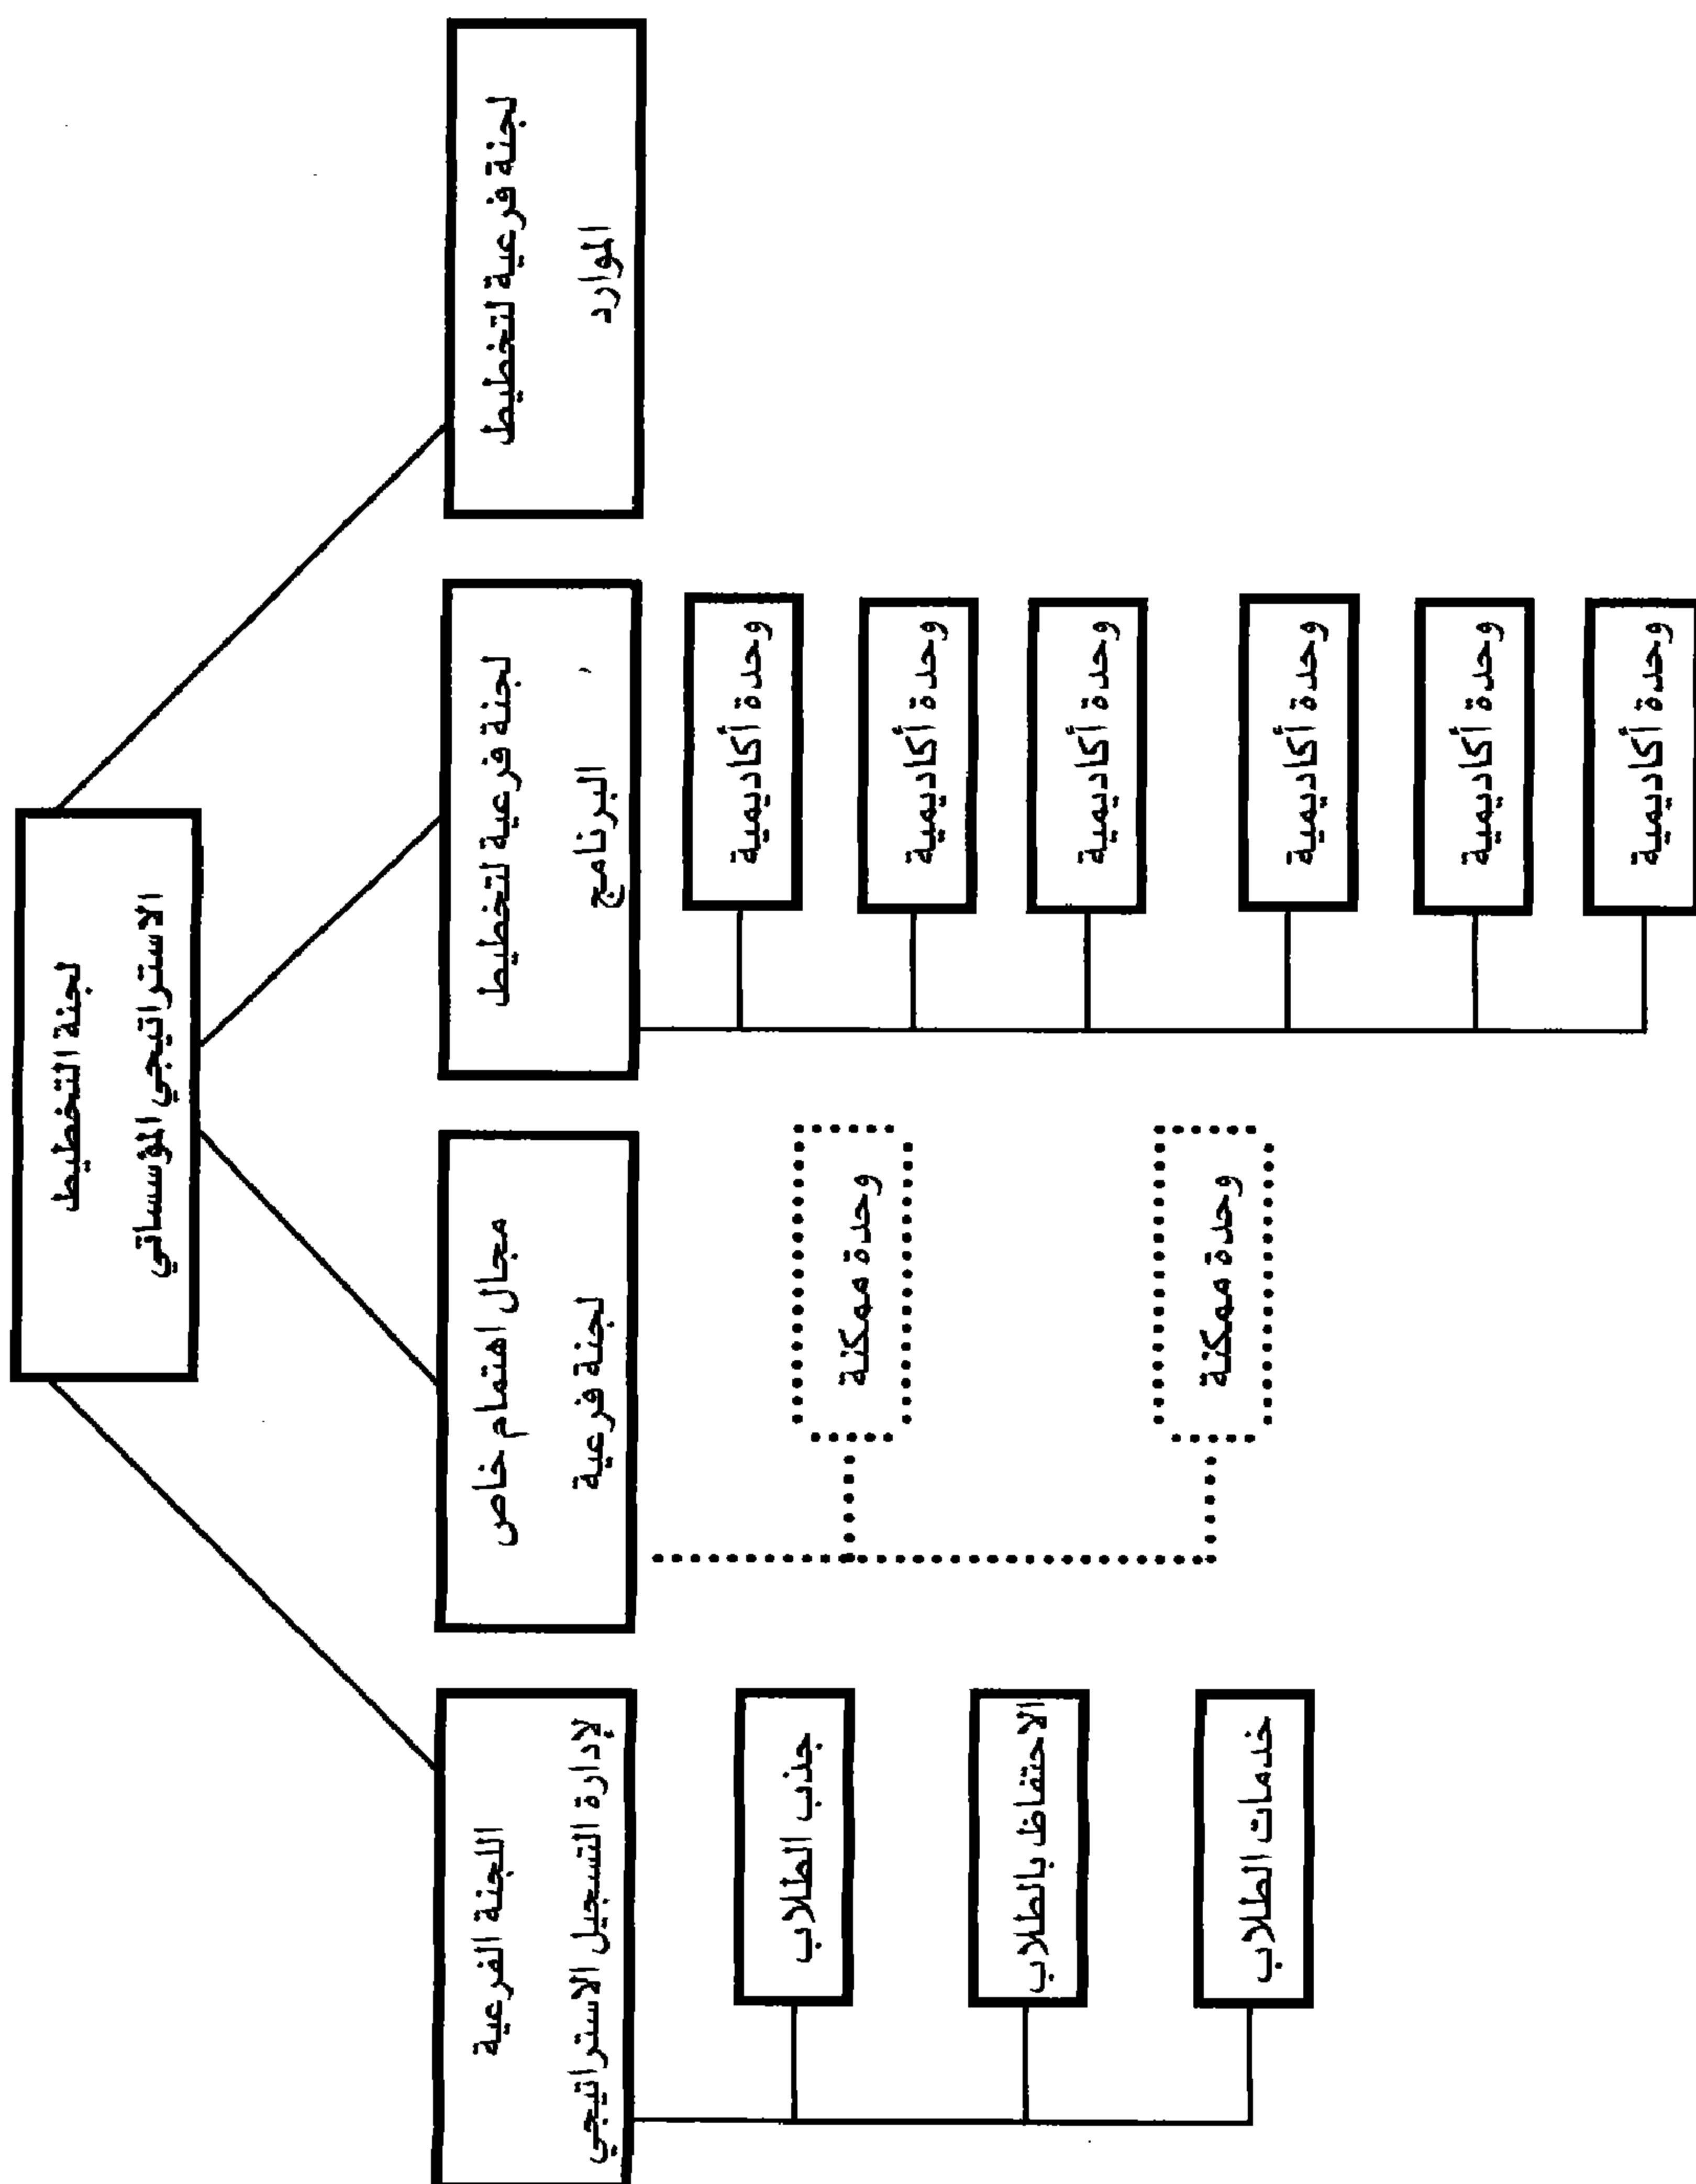 لجنة التخطيط
الاستراتيجي المؤسساتي
لجنة فرعية لتخطيط
الموارد
لجنة فرعية لتخطيط
البرنامج
مجال اهتمام خاص
لجنة فرعية
اللجنة الفرعية
لإدارة التسجيل الاستراتيجي
وحدة أكاديمية
وحدة أكاديمية
وحدة أكاديمية
وحدة أكاديمية
وحدة أكاديمية
وحدة أكاديمية
وحدة ممكنة
وحدة ممكنة
جذب الطلاب
الاحتفاظ بالطلاب
خدمات الطلاب